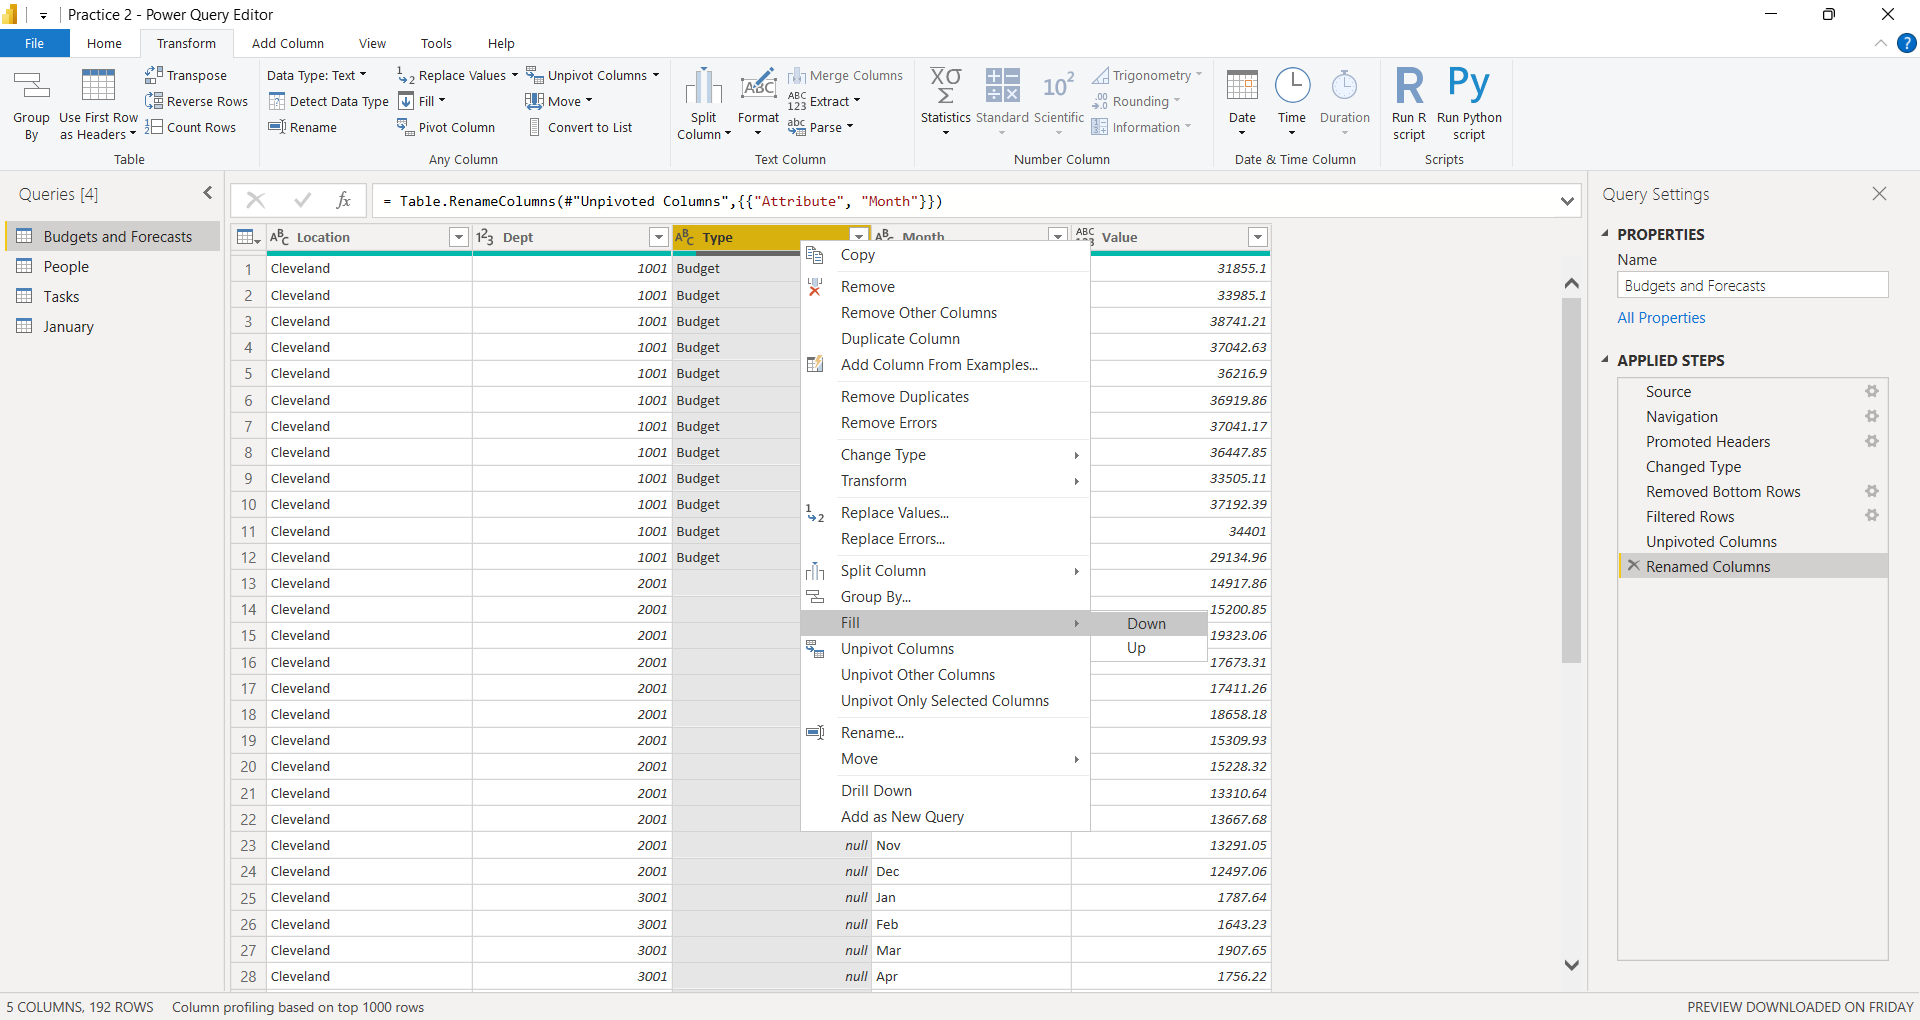 Practice 2 - Power Query Editor
File Home Transform Add Column View Tools Help
?
Group By
Use First Row as Headers
Transpose
Reverse Rows
Count Rows
Table
Data Type: Text
Detect Data Type
Rename
Replace Values
Fill
Pivot Column
Unpivot Columns
Move
Convert to List
Any Column
Split Column
Format
Merge Columns
Extract
Parse
Text Column
Statistics
Standard
Scientific
Trigonometry
Rounding
Information
Number Column
Date
Time
Duration
Date & Time Column
Run R script
Run Python script
Scripts
Queries [4]
Budgets and Forecasts
People
Tasks
January
fx
= Table.RenameColumns(#"Unpivoted Columns",{{"Attribute", "Month"}})
Location Dept Type Month Value
1 Cleveland 1001 Budget 31855.1
2 Cleveland 1001 Budget 33985.1
3 Cleveland 1001 Budget 38741.21
4 Cleveland 1001 Budget 37042.63
5 Cleveland 1001 Budget 36216.9
6 Cleveland 1001 Budget 36919.86
7 Cleveland 1001 Budget 37041.17
8 Cleveland 1001 Budget 36447.85
9 Cleveland 1001 Budget 33505.11
10 Cleveland 1001 Budget 37192.39
11 Cleveland 1001 Budget 34401
12 Cleveland 1001 Budget 29134.96
13 Cleveland 2001 14917.86
14 Cleveland 2001 15200.85
15 Cleveland 2001 19323.06
16 Cleveland 2001 17673.31
17 Cleveland 2001 17411.26
18 Cleveland 2001 18658.18
19 Cleveland 2001 15309.93
20 Cleveland 2001 15228.32
21 Cleveland 2001 13310.64
22 Cleveland 2001 13667.68
23 Cleveland 2001 null Nov 13291.05
24 Cleveland 2001 null Dec 12497.06
25 Cleveland 3001 null Jan 1787.64
26 Cleveland 3001 null Feb 1643.23
27 Cleveland 3001 null Mar 1907.65
28 Cleveland 3001 null Apr 1756.22
Copy
Remove
Remove Other Columns
Duplicate Column
Add Column From Examples...
Remove Duplicates
Remove Errors
Change Type
Transform
Replace Values...
Replace Errors...
Split Column
Group By...
Fill
Down
Up
Unpivot Columns
Unpivot Other Columns
Unpivot Only Selected Columns
Rename...
Move
Drill Down
Add as New Query
Query Settings
PROPERTIES
Name
Budgets and Forecasts
All Properties
APPLIED STEPS
Source
Navigation
Promoted Headers
Changed Type
Removed Bottom Rows
Filtered Rows
Unpivoted Columns
Renamed Columns
5 COLUMNS, 192 ROWS Column profiling based on top 1000 rows
PREVIEW DOWNLOADED ON FRIDAY